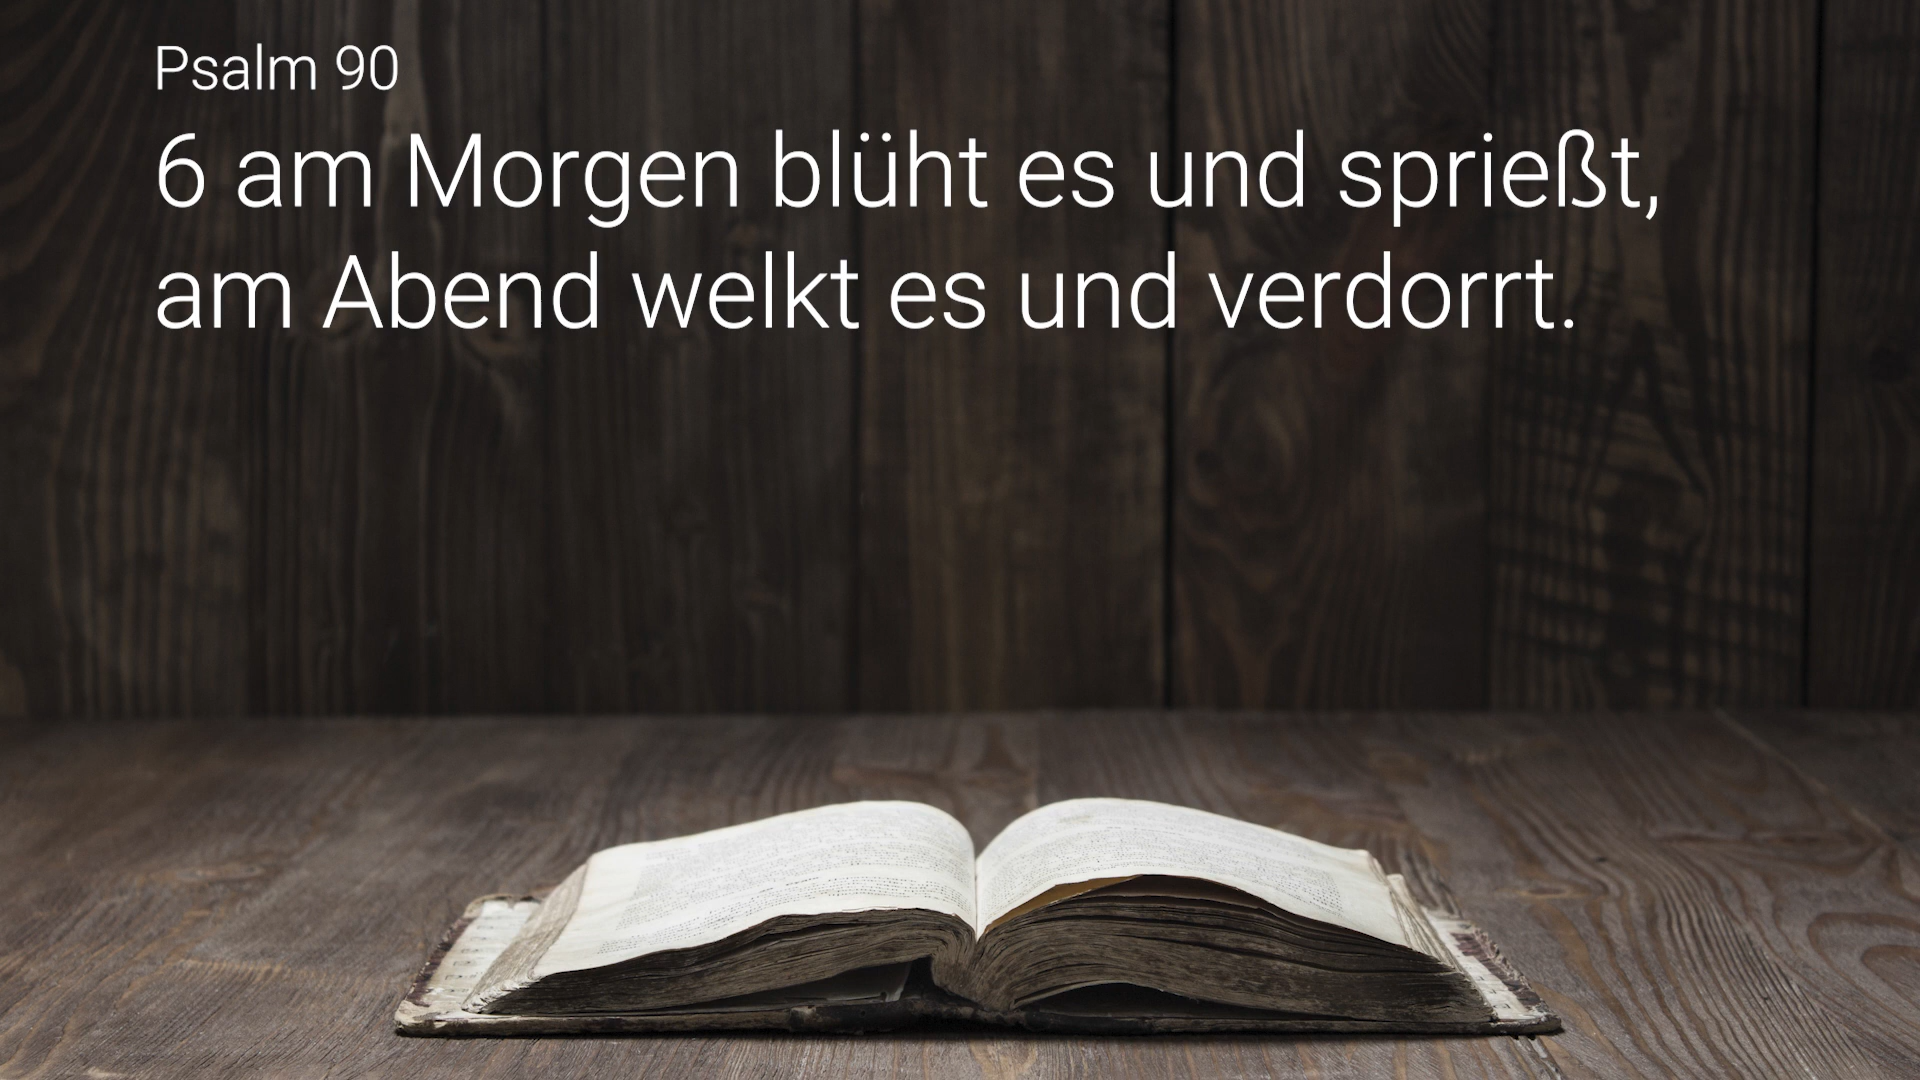 Psalm 90
6 am Morgen blüht es und sprießt,
am Abend welkt es und verdorrt.